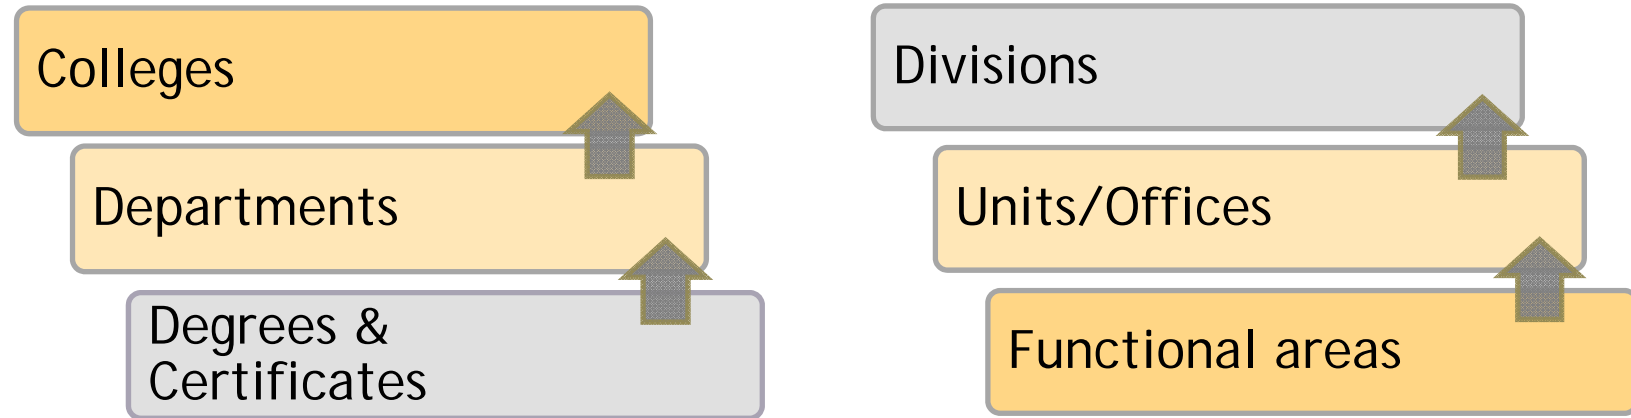 Colleges
Departments
Degrees &
Certificates
Divisions
Units/Offices
Functional areas